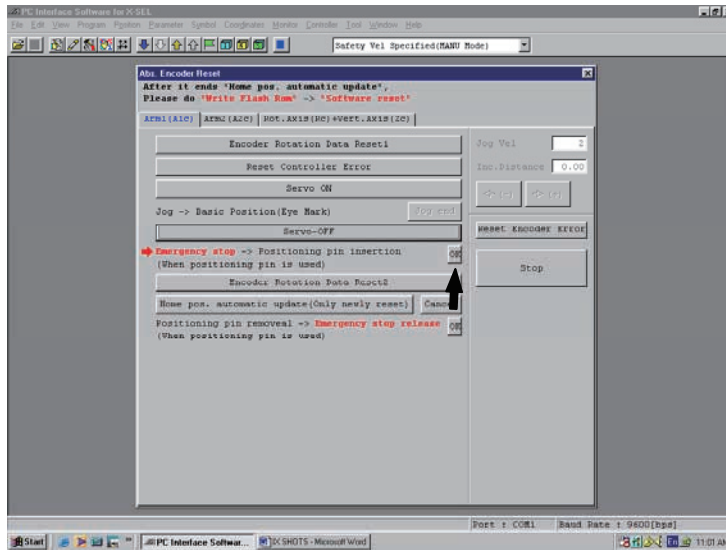 PC Interface Software for X-SEL
File Edit View Program Position Parameter Symbol Coordinates Monitor Controller Tool Window Help
Safety Vel Specified(MANU Mode)
Abs. Encoder Reset
After it ends "Home pos. automatic update",
Please do "Write Flash Rom" -> "Software reset"
Arm1(A1c) Arm2(A2c) Rot.Axis(Rc)+Vert.Axis(Zc)
Encoder Rotation Data Reset1
Jog Vel 2
Reset Controller Error
Inc.Distance 0.00
Servo ON
<-(-) ->(+)
Jog -> Basic Position(Eye Mark) Jog end
Servo-OFF
Reset Encoder Error
Emergency stop -> Positioning pin insertion OK
(When positioning pin is used)
Stop
Encoder Rotation Data Reset2
Home pos. automatic update(Only newly reset) Cancel
Positioning pin removeal -> Emergency stop release OK
(When positioning pin is used)
Port : COM1 Baud Rate : 9600[bps]
Start PC Interface Softwar... IX SHOTS - Microsoft Word En 11:01 AM